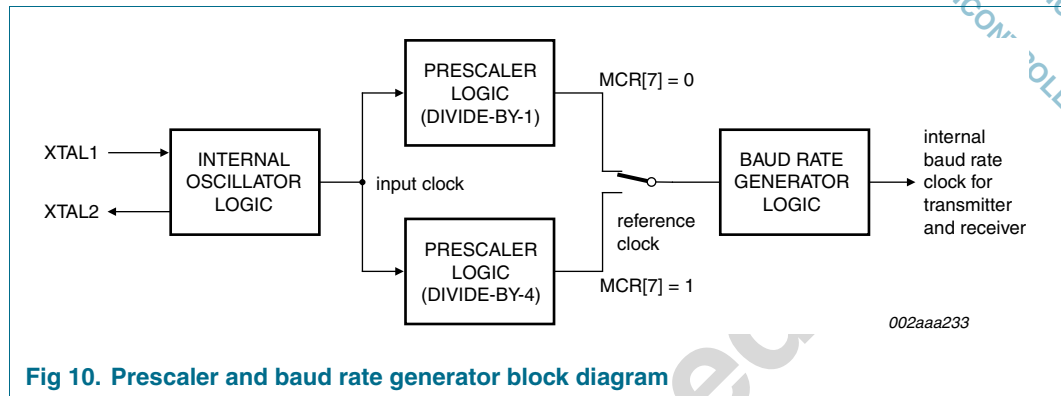 PRESCALER
LOGIC
(DIVIDE-BY-1)
MCR[7] = 0
XTAL1
XTAL2
INTERNAL
OSCILLATOR
LOGIC
input clock
BAUD RATE
GENERATOR
LOGIC
internal
baud rate
clock for
transmitter
and receiver
reference
clock
PRESCALER
LOGIC
(DIVIDE-BY-4)
MCR[7] = 1
002aaa233
Fig 10. Prescaler and baud rate generator block diagram